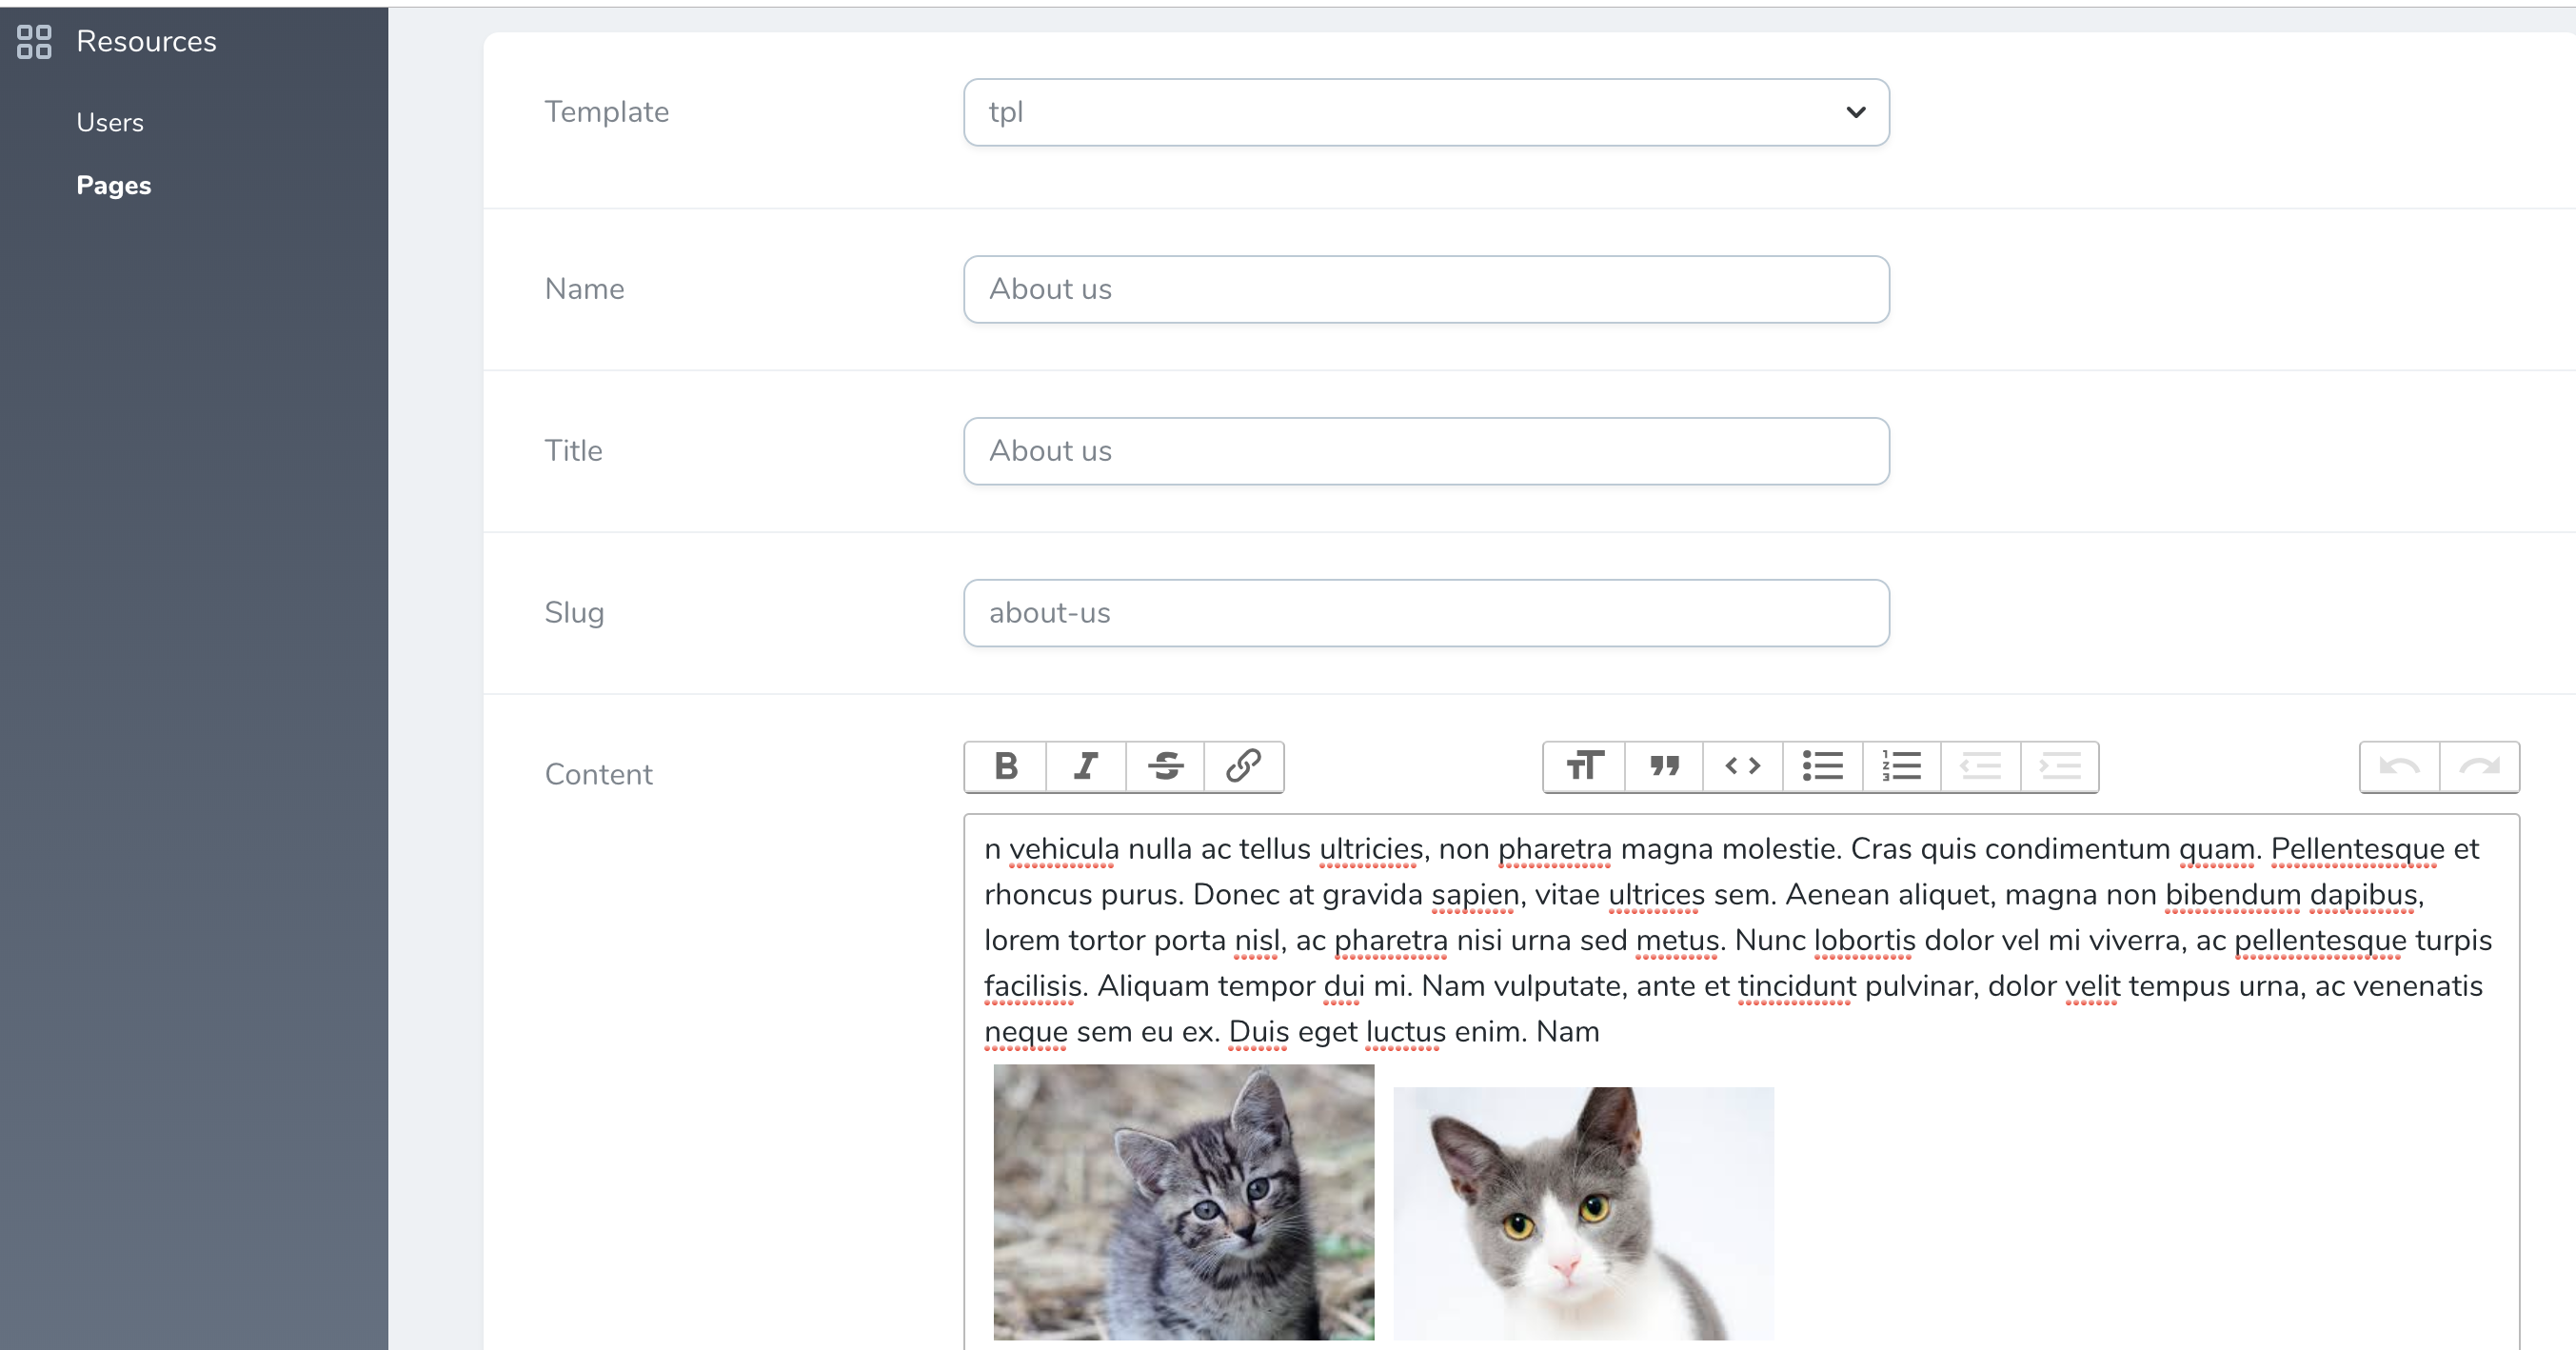 Resources
Users
Pages
Template
tpl
Name
About us
Title
About us
Slug
about-us
Content
n vehicula nulla ac tellus ultricies, non pharetra magna molestie. Cras quis condimentum quam. Pellentesque et
rhoncus purus. Donec at gravida sapien, vitae ultrices sem. Aenean aliquet, magna non bibendum dapibus,
lorem tortor porta nisl, ac pharetra nisi urna sed metus. Nunc lobortis dolor vel mi viverra, ac pellentesque turpis
facilisis. Aliquam tempor dui mi. Nam vulputate, ante et tincidunt pulvinar, dolor velit tempus urna, ac venenatis
neque sem eu ex. Duis eget luctus enim. Nam